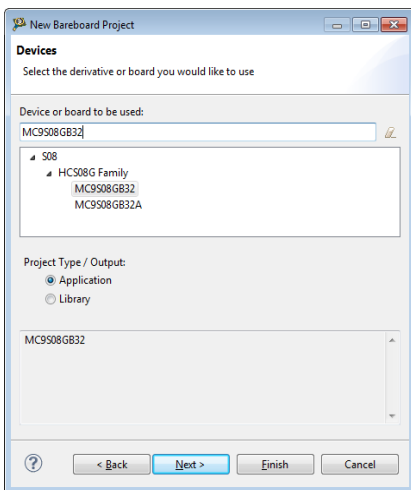 New Bareboard Project
Devices
Select the derivative or board you would like to use
Device or board to be used:
MC9S08GB32
S08
HCS08G Family
MC9S08GB32
MC9S08GB32A
Project Type / Output:
Application
Library
MC9S08GB32
< Back Next > Finish Cancel